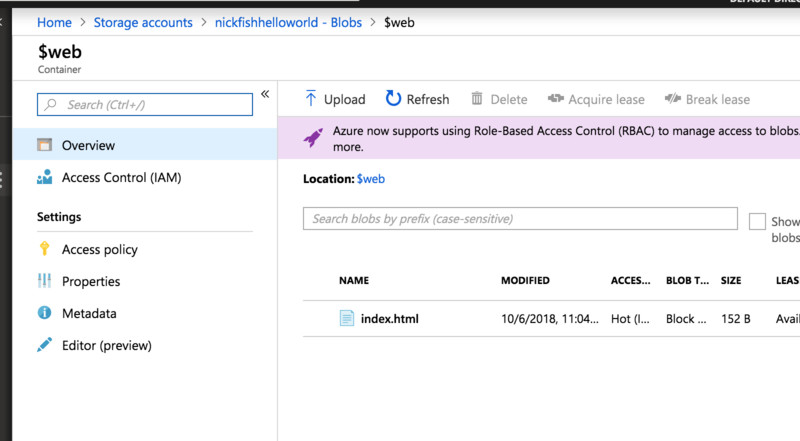 DEFAULT DIREC
Home > Storage accounts > nickfishhelloworld - Blobs > $web
$web
Container
Search (Ctrl+/)
«
Overview
Access Control (IAM)
Settings
Access policy
Properties
Metadata
Editor (preview)
Upload Refresh Delete Acquire lease Break lease
Azure now supports using Role-Based Access Control (RBAC) to manage access to blobs.
more.
Location: $web
Search blobs by prefix (case-sensitive)
Show
blobs
NAME MODIFIED ACCES... BLOB T... SIZE LEAS
index.html 10/6/2018, 11:04... Hot (I... Block ... 152 B Avai